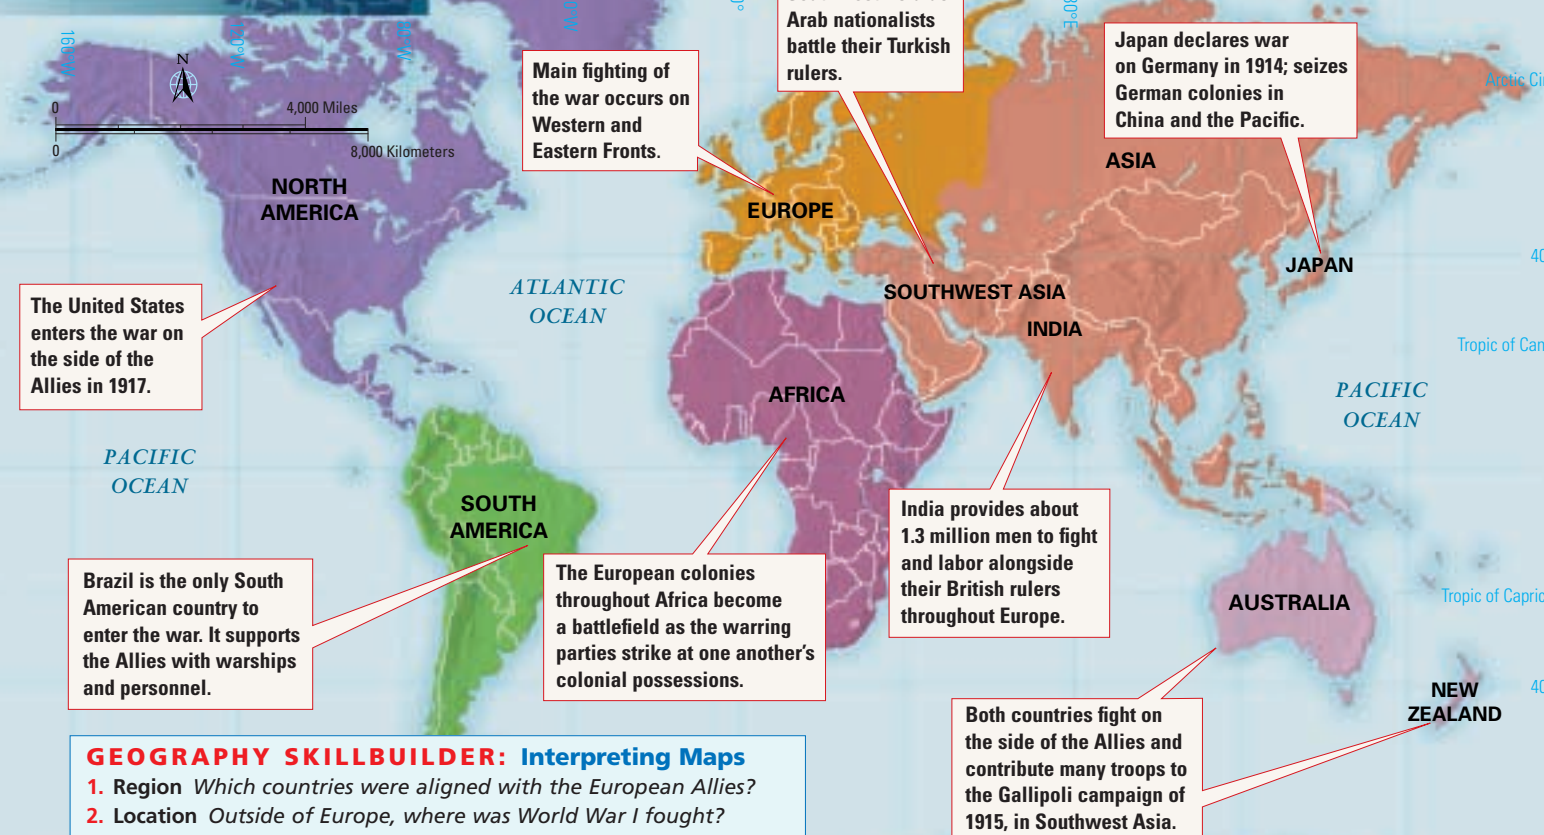 160°W
N
0
4,000 Miles
0
8,000 Kilometers
NORTH
AMERICA
Main fighting of
the war occurs on
Western and
Eastern Fronts.
Arab nationalists
battle their Turkish
rulers.
Japan declares war
on Germany in 1914; seizes
German colonies in
China and the Pacific.
ASIA
EUROPE
JAPAN
SOUTHWEST ASIA
INDIA
The United States
enters the war on
the side of the
Allies in 1917.
ATLANTIC
OCEAN
AFRICA
PACIFIC
OCEAN
PACIFIC
OCEAN
SOUTH
AMERICA
Brazil is the only South
American country to
enter the war. It supports
the Allies with warships
and personnel.
The European colonies
throughout Africa become
a battlefield as the warring
parties strike at one another's
colonial possessions.
India provides about
1.3 million men to fight
and labor alongside
their British rulers
throughout Europe.
AUSTRALIA
NEW
ZEALAND
Both countries fight on
the side of the Allies and
contribute many troops to
the Gallipoli campaign of
1915, in Southwest Asia.
Arctic
40
Tropic of
Tropic of
40
GEOGRAPHY SKILLBUILDER: Interpreting Maps
1. Region Which countries were aligned with the European Allies?
2. Location Outside of Europe, where was World War I fought?